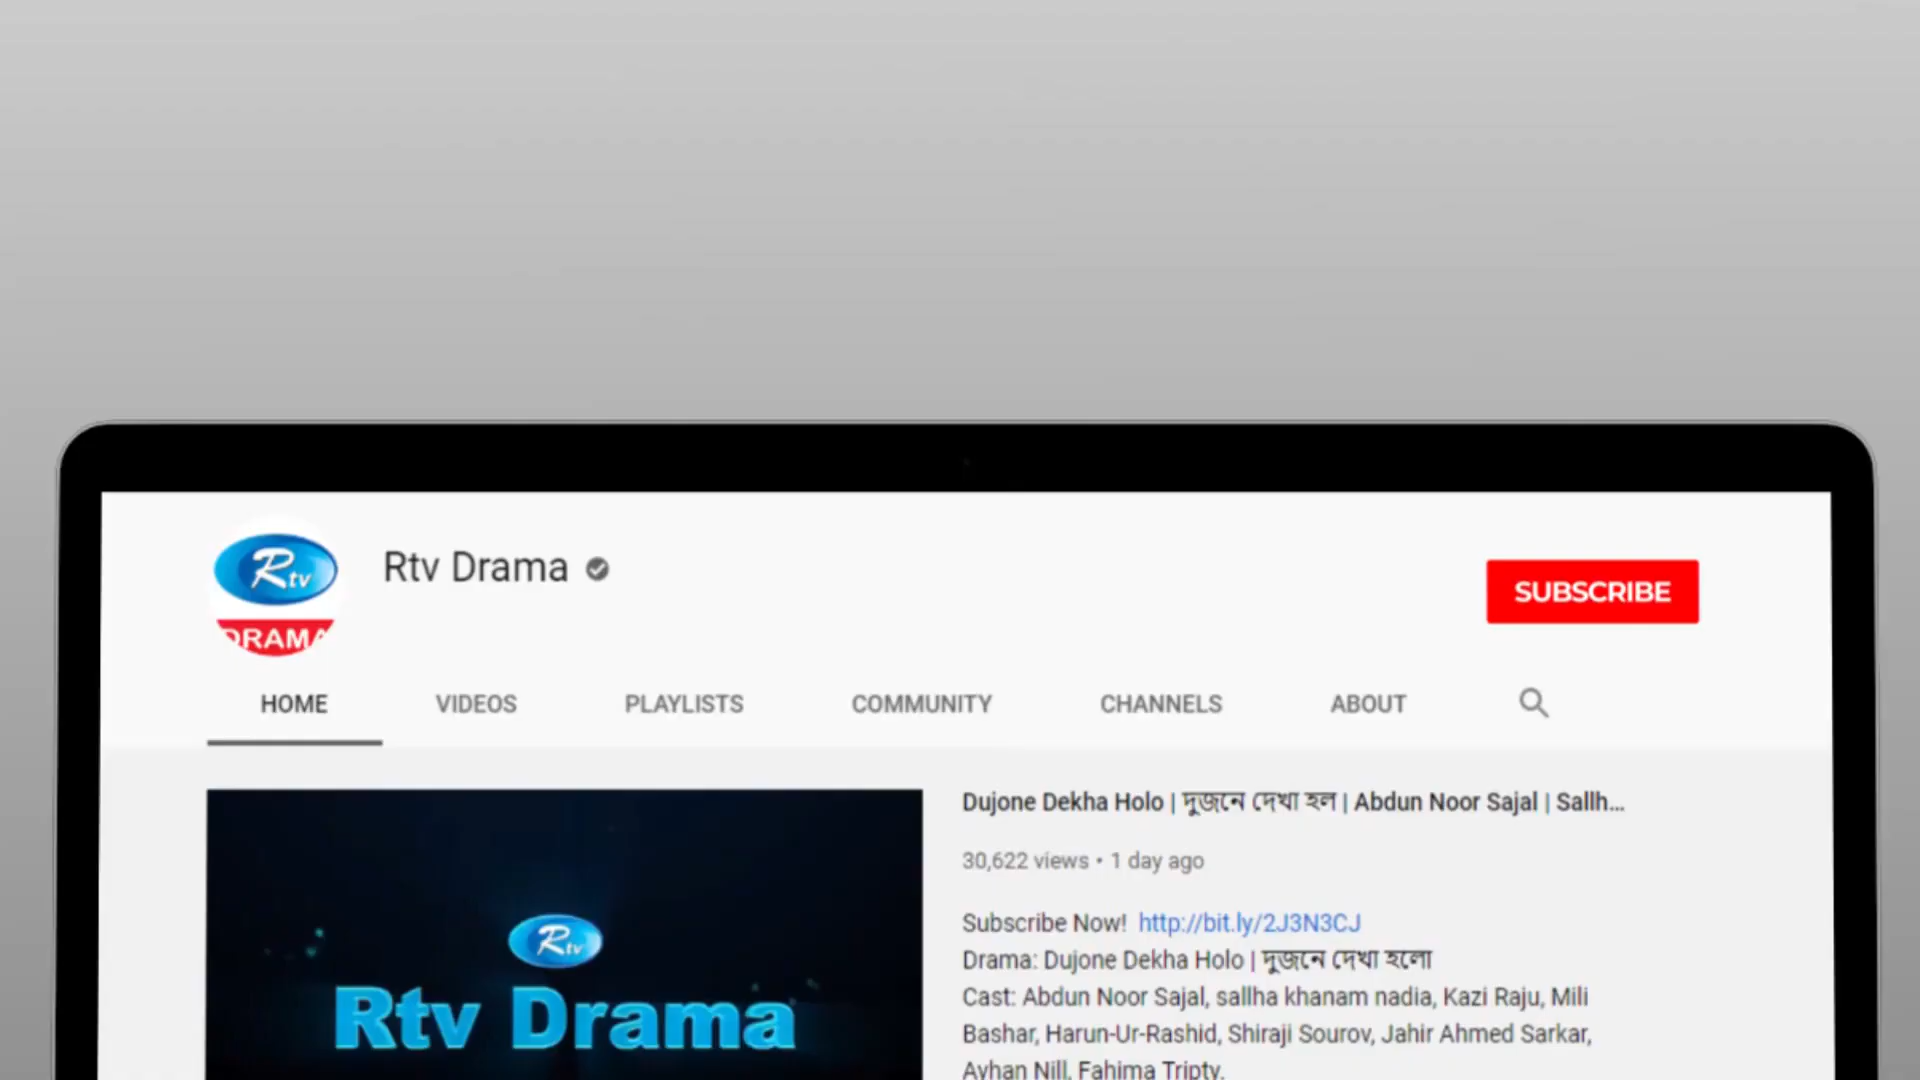 Rtv
DRAMA
Rtv Drama
SUBSCRIBE
HOME VIDEOS PLAYLISTS COMMUNITY CHANNELS ABOUT
Dujone Dekha Holo | দুজনে দেখা হল | Abdun Noor Sajal | Sallh...
30,622 views • 1 day ago
Subscribe Now! http://bit.ly/2J3N3CJ
Drama: Dujone Dekha Holo | দুজনে দেখা হলো
Cast: Abdun Noor Sajal, sallha khanam nadia, Kazi Raju, Mili
Bashar, Harun-Ur-Rashid, Shiraji Sourov, Jahir Ahmed Sarkar,
Ayhan Nill, Fahima Tripty.
Rtv
Rtv Drama